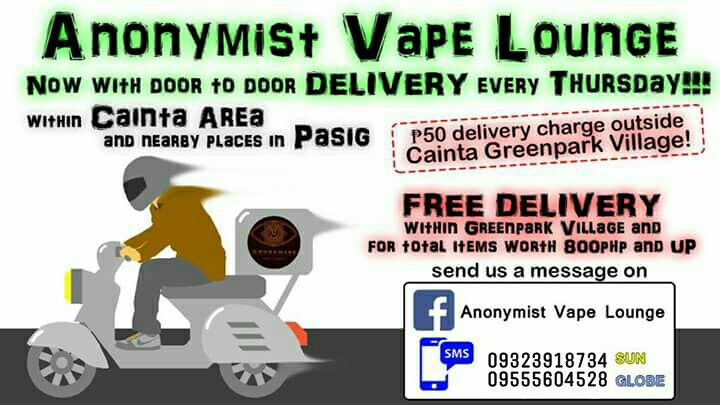 Anonymist Vape Lounge
Now with door to door DELIVERY every Thursday!!!
within Cainta Area
and nearby places in Pasig
₱50 delivery charge outside
Cainta Greenpark Village!
FREE DELIVERY
within Greenpark Village and
for total items worth 800php and up
send us a message on
f Anonymist Vape Lounge
SMS
09323918734 SUN
09555604528 GLOBE
ANONYMIST